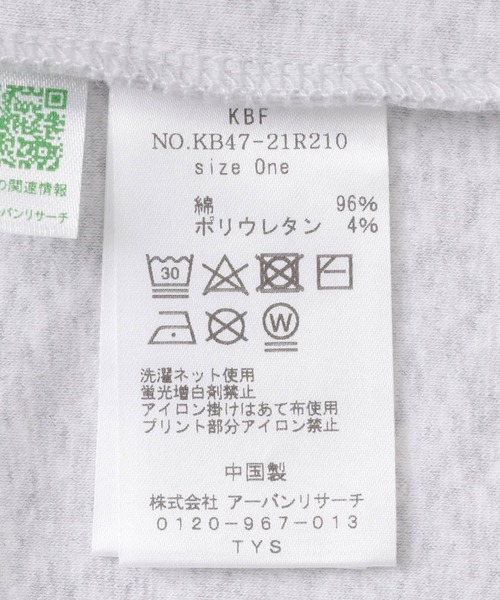 KBF
NO.KB47-21R210
size One
綿 96%
ポリウレタン 4%
30
W
洗濯ネット使用
蛍光増白剤禁止
アイロン掛けはあて布使用
プリント部分アイロン禁止
中国製
株式会社 アーバンリサーチ
0120-967-013
TYS
の関連情報
ーバンリサーチ